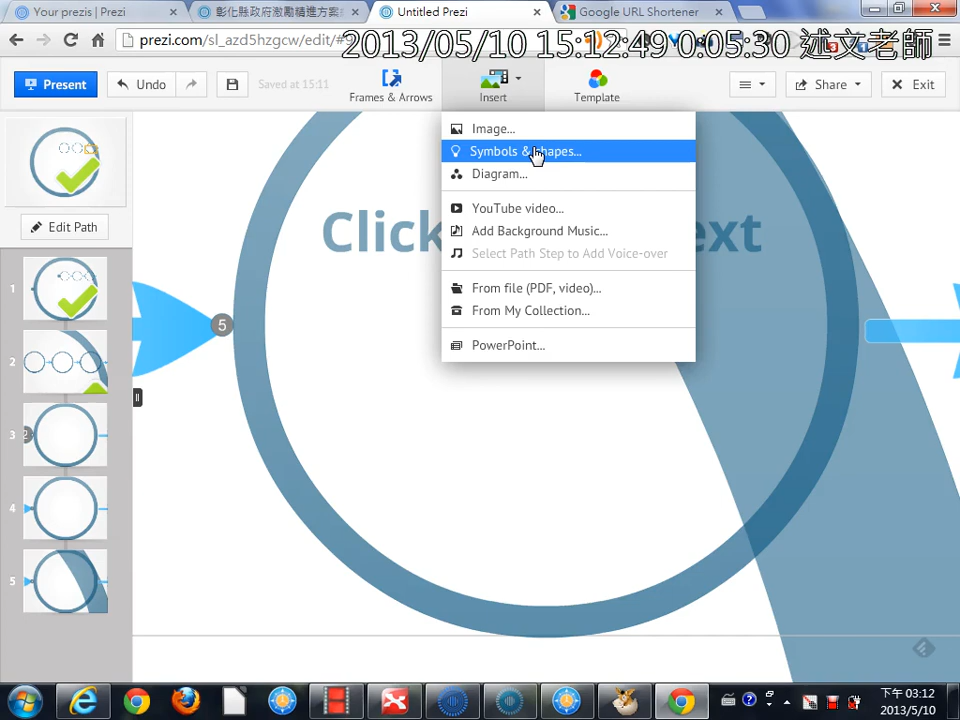 Your prezis | Prezi
彰化縣政府激勵精進方案
Untitled Prezi
Google URL Shortener
prezi.com/sl_azd5hzgcw/edit/#
2013/05/10 15:12:49 0:05:30 述文老師
Present
Undo
Saved at 15:11
Frames & Arrows
Insert
Template
Share
Exit
Image...
Symbols & shapes...
Diagram...
YouTube video...
Add Background Music...
Select Path Step to Add Voice-over
From file (PDF, video)...
From My Collection...
PowerPoint...
Edit Path
1
2
3
2
4
5
5
Click
ext
下午 03:12
2013/5/10